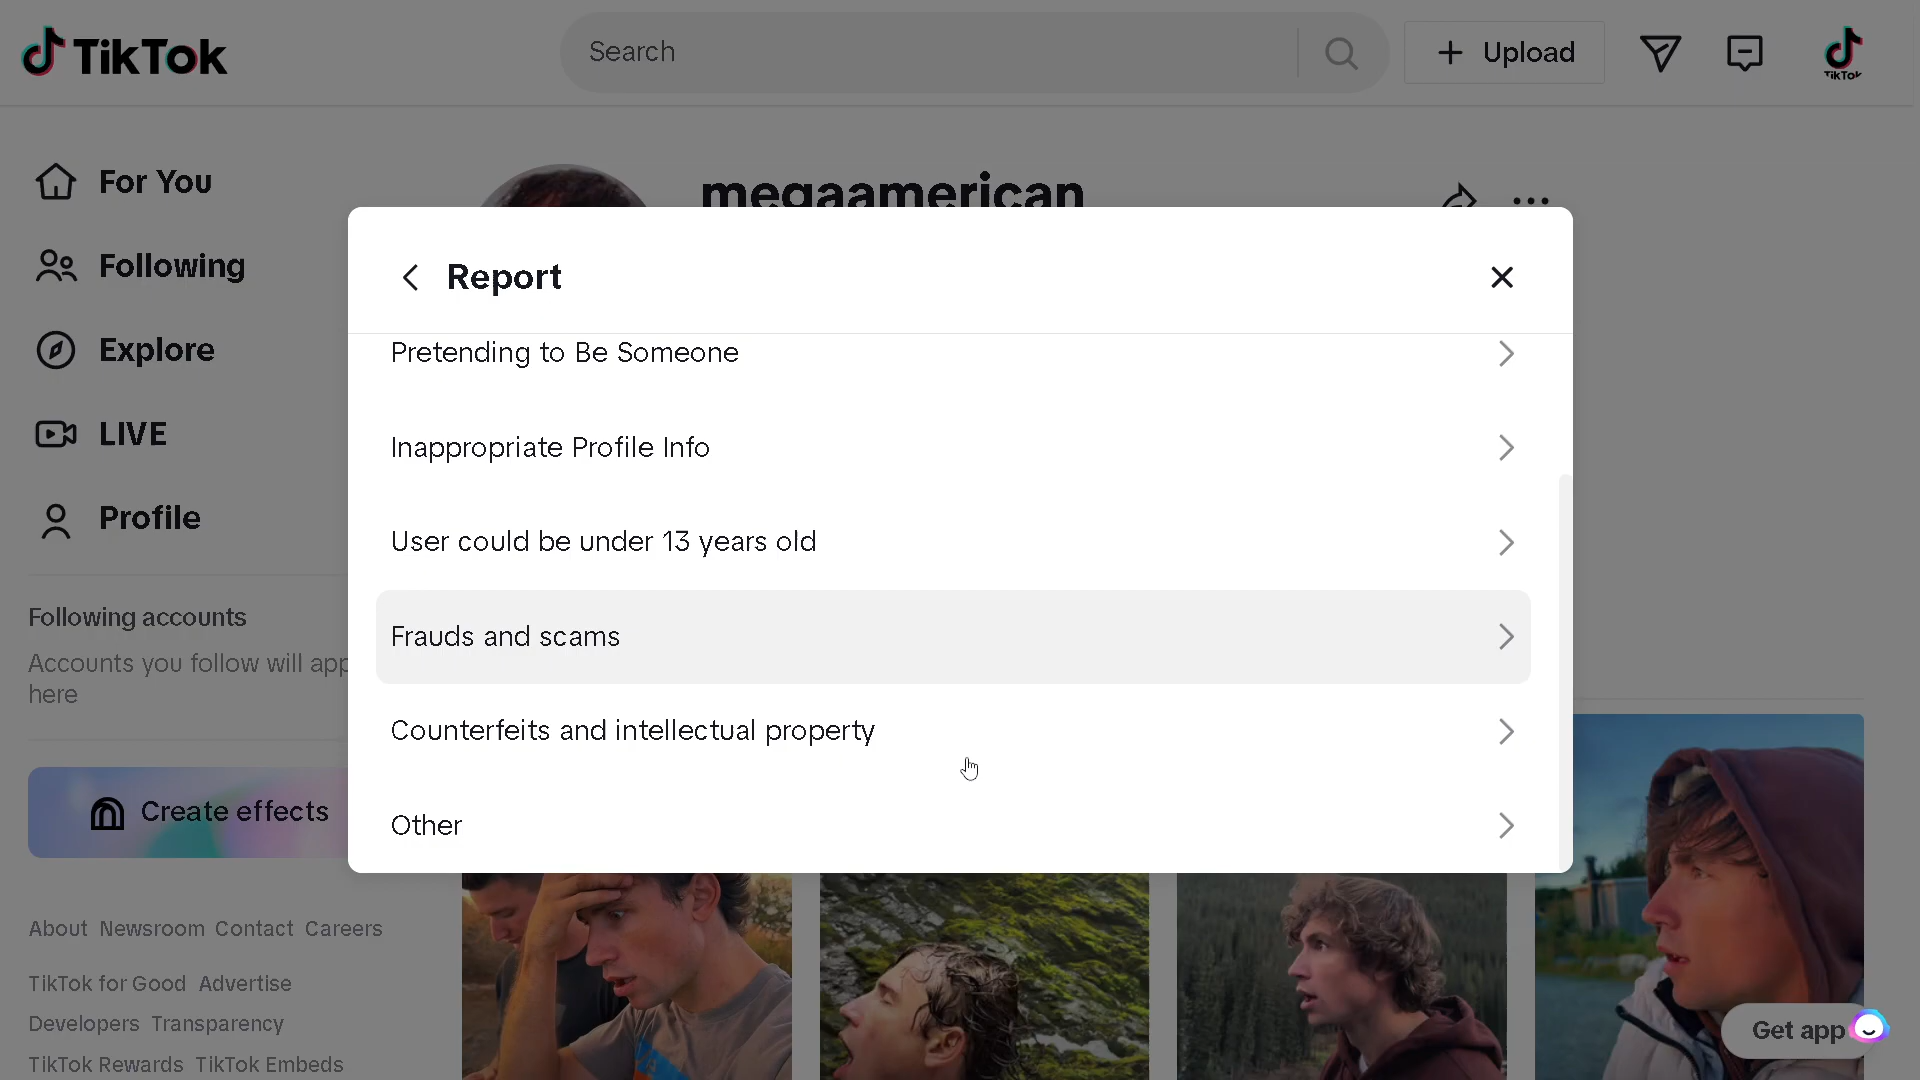 TikTok
Search
Upload
TikTok
For You
Following
Explore
LIVE
Profile
Following accounts
Accounts you follow will app
here
Create effects
About Newsroom Contact Careers
TikTok for Good Advertise
Developers Transparency
TikTok Rewards TikTok Embeds
megaamerican
Report
Pretending to Be Someone
Inappropriate Profile Info
User could be under 13 years old
Frauds and scams
Counterfeits and intellectual property
Other
Get app